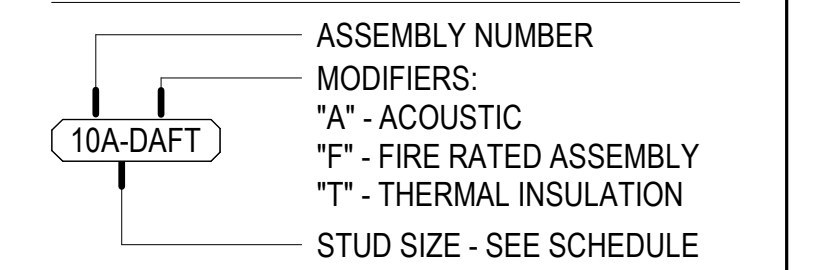 ASSEMBLY NUMBER
MODIFIERS:
"A" - ACOUSTIC
10A-DAFT
"F" - FIRE RATED ASSEMBLY
"T" - THERMAL INSULATION
STUD SIZE - SEE SCHEDULE